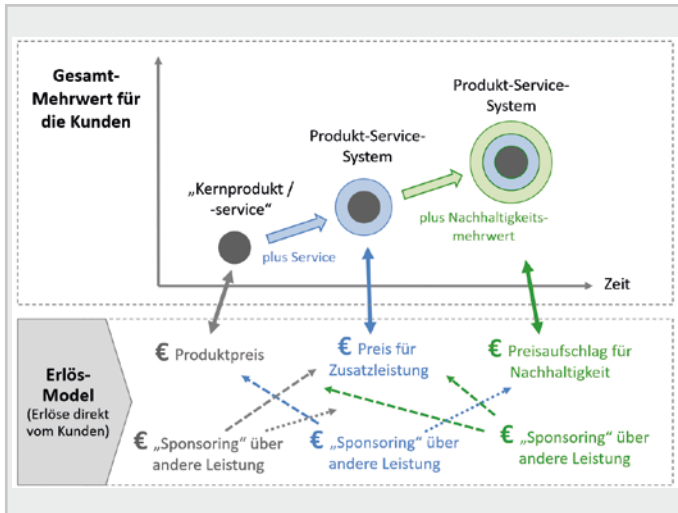 Gesamt-
Mehrwert für
die Kunden
„Kernprodukt /
-service“
plus Service
Produkt-Service-
System
Produkt-Service-
System
plus Nachhaltigkeits-
mehrwert
Zeit
Erlös-
Model
(Erlöse direkt
vom Kunden)
€ Produktpreis
€ Preis für
Zusatzleistung
€ Preisaufschlag für
Nachhaltigkeit
€ „Sponsoring“ über
andere Leistung
€ „Sponsoring“ über
andere Leistung
€ „Sponsoring“ über
andere Leistung